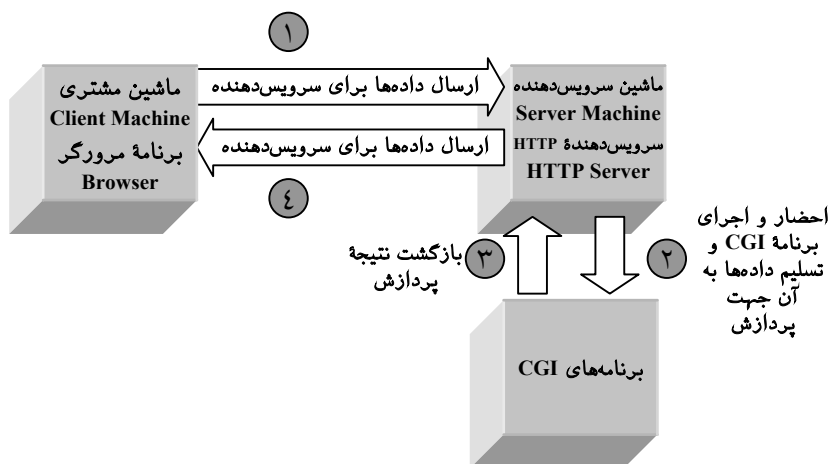 ۱
ماشین مشتری
Client Machine
برنامهٔ مرورگر
Browser
ارسال داده‌ها برای سرویس‌دهنده
ارسال داده‌ها برای سرویس‌دهنده
۴
ماشین سرویس‌دهنده
Server Machine
سرویس‌دهندهٔ HTTP
HTTP Server
احضار و اجرای
برنامهٔ CGI و
تسلیم داده‌ها به
آن جهت
پردازش
۲
۳
بازگشت نتیجهٔ
پردازش
برنامه‌های CGI